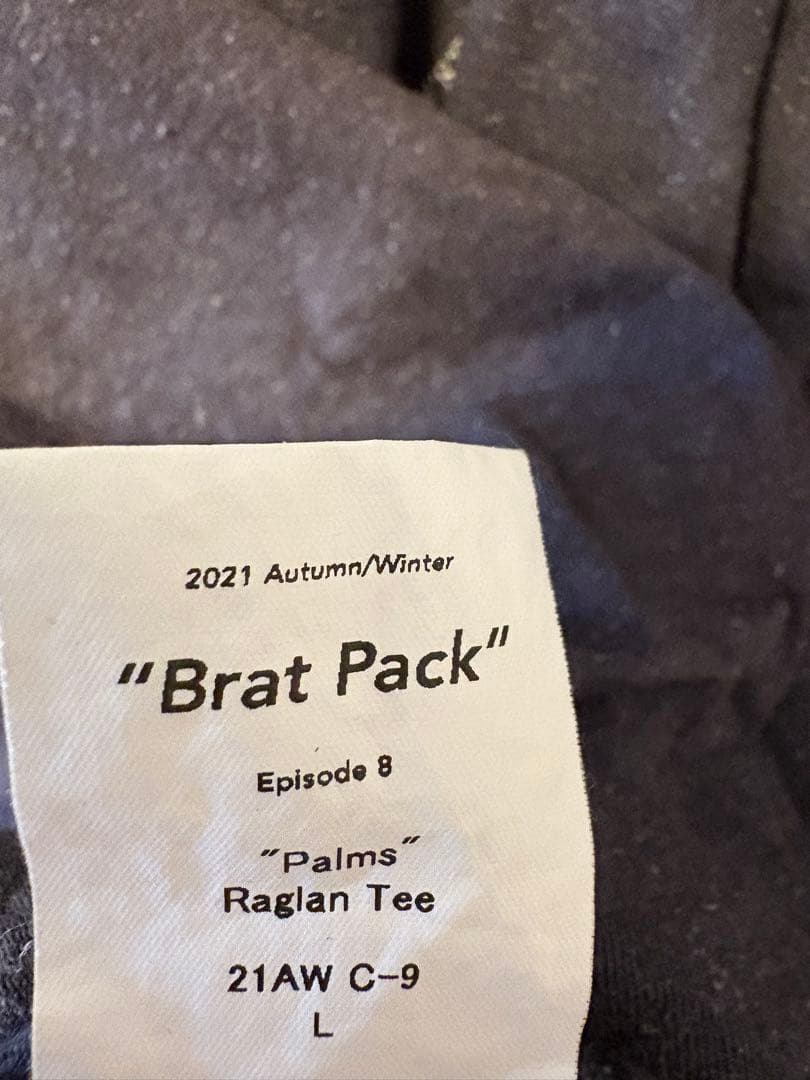 2021 Autumn/Winter
"Brat Pack"
Episode 8
"Palms"
Raglan Tee
21AW C-9
L